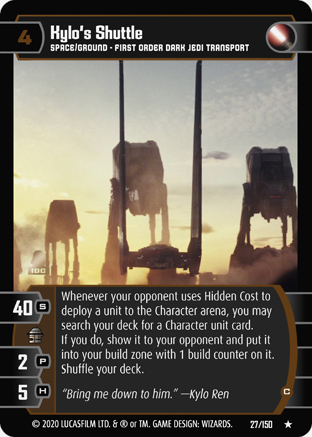 4
Kylo's Shuttle
SPACE/GROUND • FIRST ORDER DARK JEDI TRANSPORT
IDC
40 S
2 P
5 H
Whenever your opponent uses Hidden Cost to
deploy a unit to the Character arena, you may
search your deck for a Character unit card.
If you do, show it to your opponent and put it
into your build zone with 1 build counter on it.
Shuffle your deck.
“Bring me down to him.” —Kylo Ren
C
© 2020 LUCASFILM LTD. & ® or TM. GAME DESIGN: WIZARDS.
27/150 ★